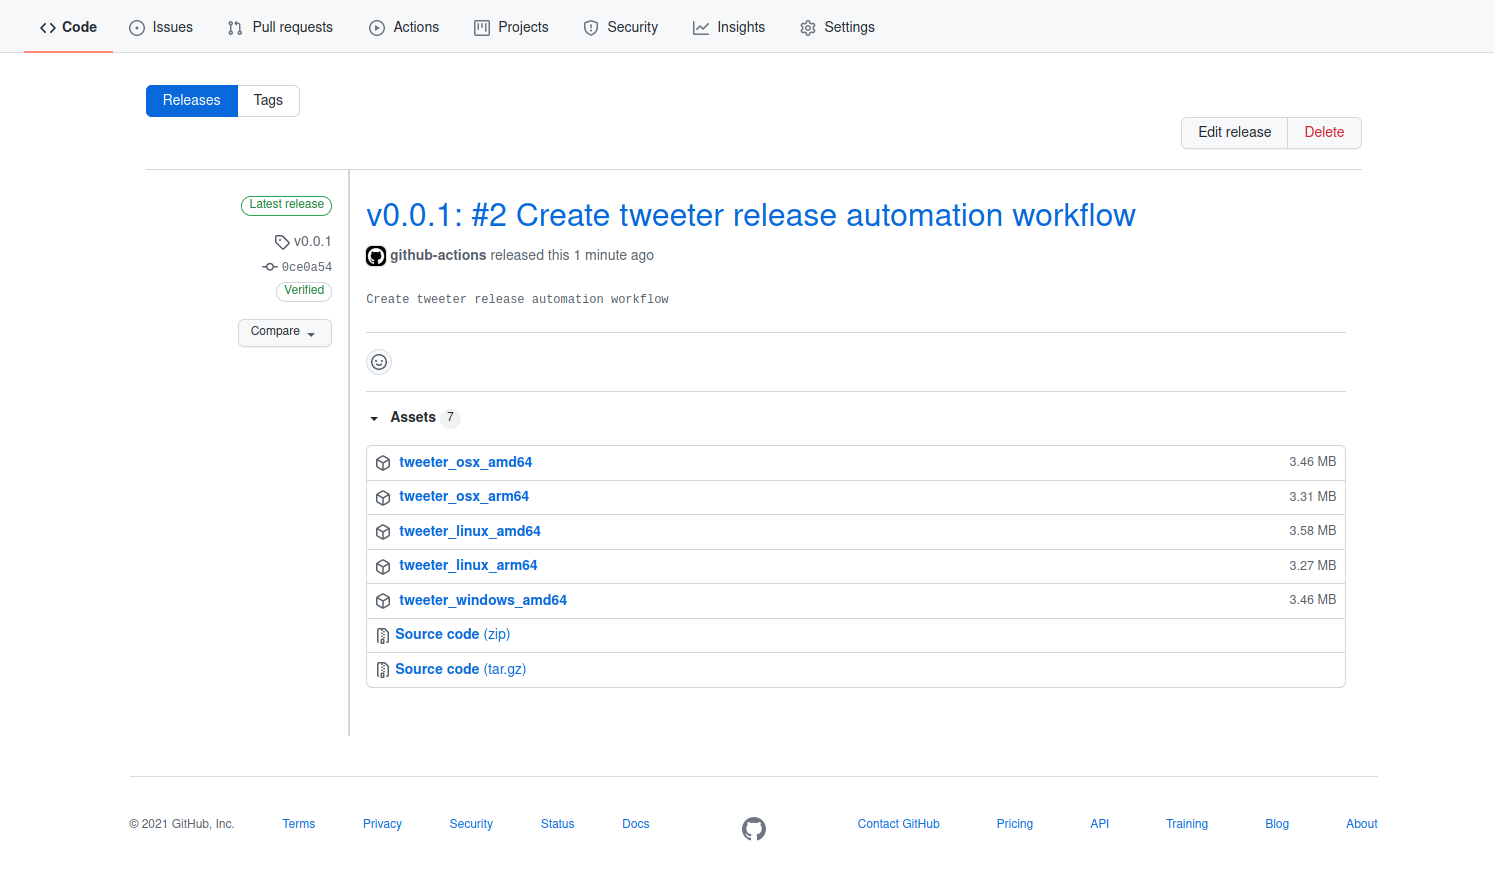 Code Issues Pull requests Actions Projects Security Insights Settings
Releases Tags
Edit release Delete
Latest release
v0.0.1
0ce0a54
Verified
Compare
v0.0.1: #2 Create tweeter release automation workflow
github-actions released this 1 minute ago
Create tweeter release automation workflow
Assets 7
tweeter_osx_amd64 3.46 MB
tweeter_osx_arm64 3.31 MB
tweeter_linux_amd64 3.58 MB
tweeter_linux_arm64 3.27 MB
tweeter_windows_amd64 3.46 MB
Source code (zip)
Source code (tar.gz)
© 2021 GitHub, Inc. Terms Privacy Security Status Docs Contact GitHub Pricing API Training Blog About